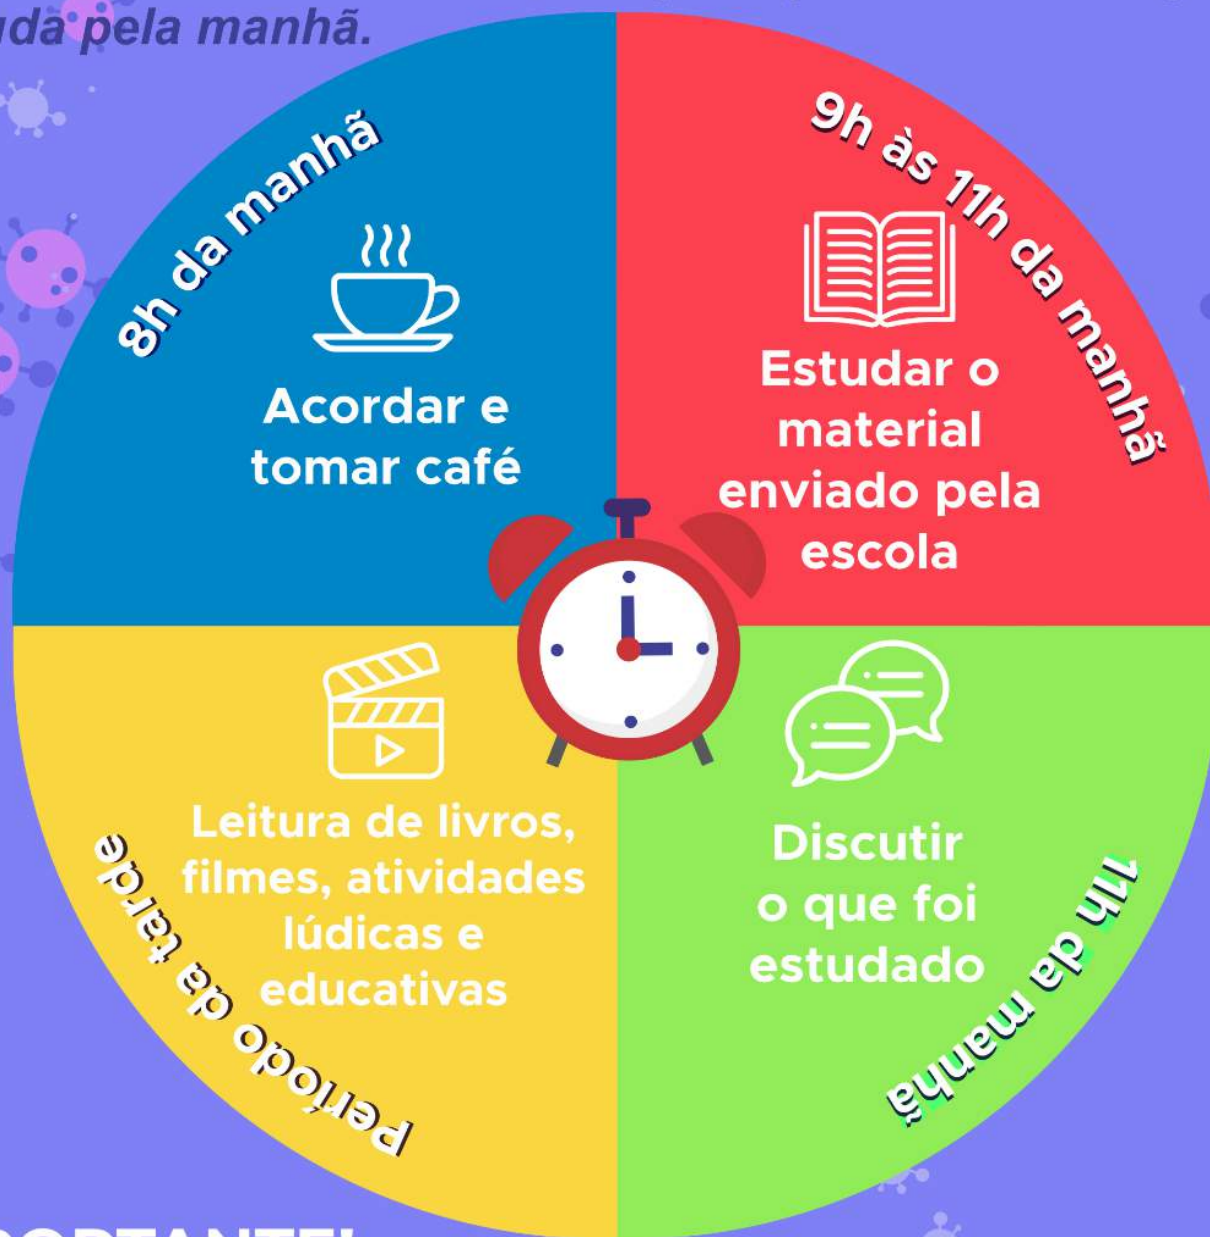 pela manhã.
8h da manhã
Acordar e
tomar café
9h às 11h da manhã
Estudar o
material
enviado pela
escola
11h da manhã
Discutir
o que foi
estudado
Período da tarde
Leitura de livros,
filmes, atividades
lúdicas e
educativas